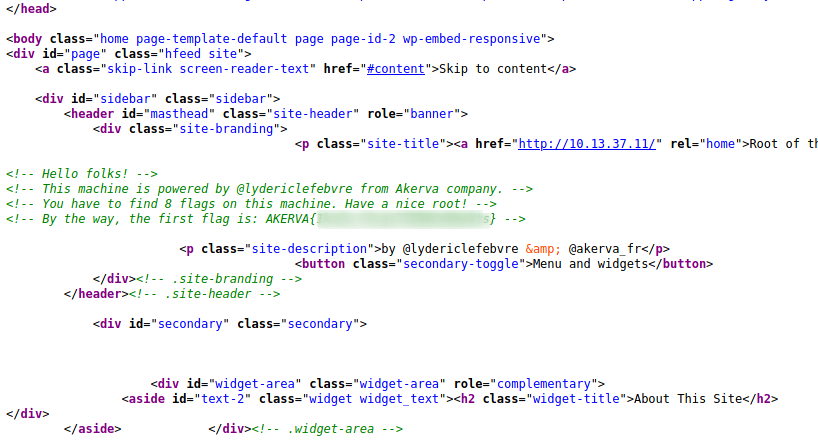 </head>
<body class="home page-template-default page page-id-2 wp-embed-responsive">
<div id="page" class="hfeed site">
<a class="skip-link screen-reader-text" href="#content">Skip to content</a>
<div id="sidebar" class="sidebar">
<header id="masthead" class="site-header" role="banner">
<div class="site-branding">
<p class="site-title"><a href="http://10.13.37.11/" rel="home">Root of th
<!-- Hello folks! -->
<!-- This machine is powered by @lydericlefebvre from Akerva company. -->
<!-- You have to find 8 flags on this machine. Have a nice root! -->
<!-- By the way, the first flag is: AKERVA{ s} -->
<p class="site-description">by @lydericlefebvre &amp; @akerva_fr</p>
<button class="secondary-toggle">Menu and widgets</button>
</div><!-- .site-branding -->
</header><!-- .site-header -->
<div id="secondary" class="secondary">
<div id="widget-area" class="widget-area" role="complementary">
<aside id="text-2" class="widget widget_text"><h2 class="widget-title">About This Site</h2>
</div>
</aside> </div><!-- .widget-area -->